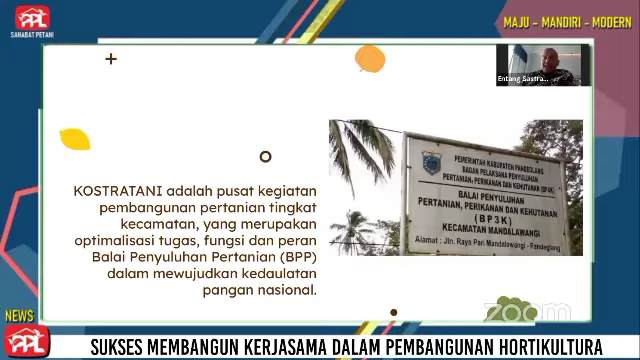 PPL
SAHABAT PETANI
MAJU - MANDIRI - MODERN
Entang Sastra...
KOSTRATANI adalah pusat kegiatan
pembangunan pertanian tingkat
kecamatan, yang merupakan
optimalisasi tugas, fungsi dan peran
Balai Penyuluhan Pertanian (BPP)
dalam mewujudkan kedaulatan
pangan nasional.
PEMERINTAH KABUPATEN PANDEGLANG
BADAN PELAKSANA PENYULUHAN
PERTANIAN, PERIKANAN DAN KEHUTANAN (BP4K)
BALAI PENYULUHAN
PERTANIAN, PERIKANAN DAN KEHUTANAN
(BP3K)
KECAMATAN MANDALAWANGI
Alamat : Jln. Raya Pari Mandalawangi - Pandeglang
zoom
NEWS
PPL
SUKSES MEMBANGUN KERJASAMA DALAM PEMBANGUNAN HORTIKULTURA